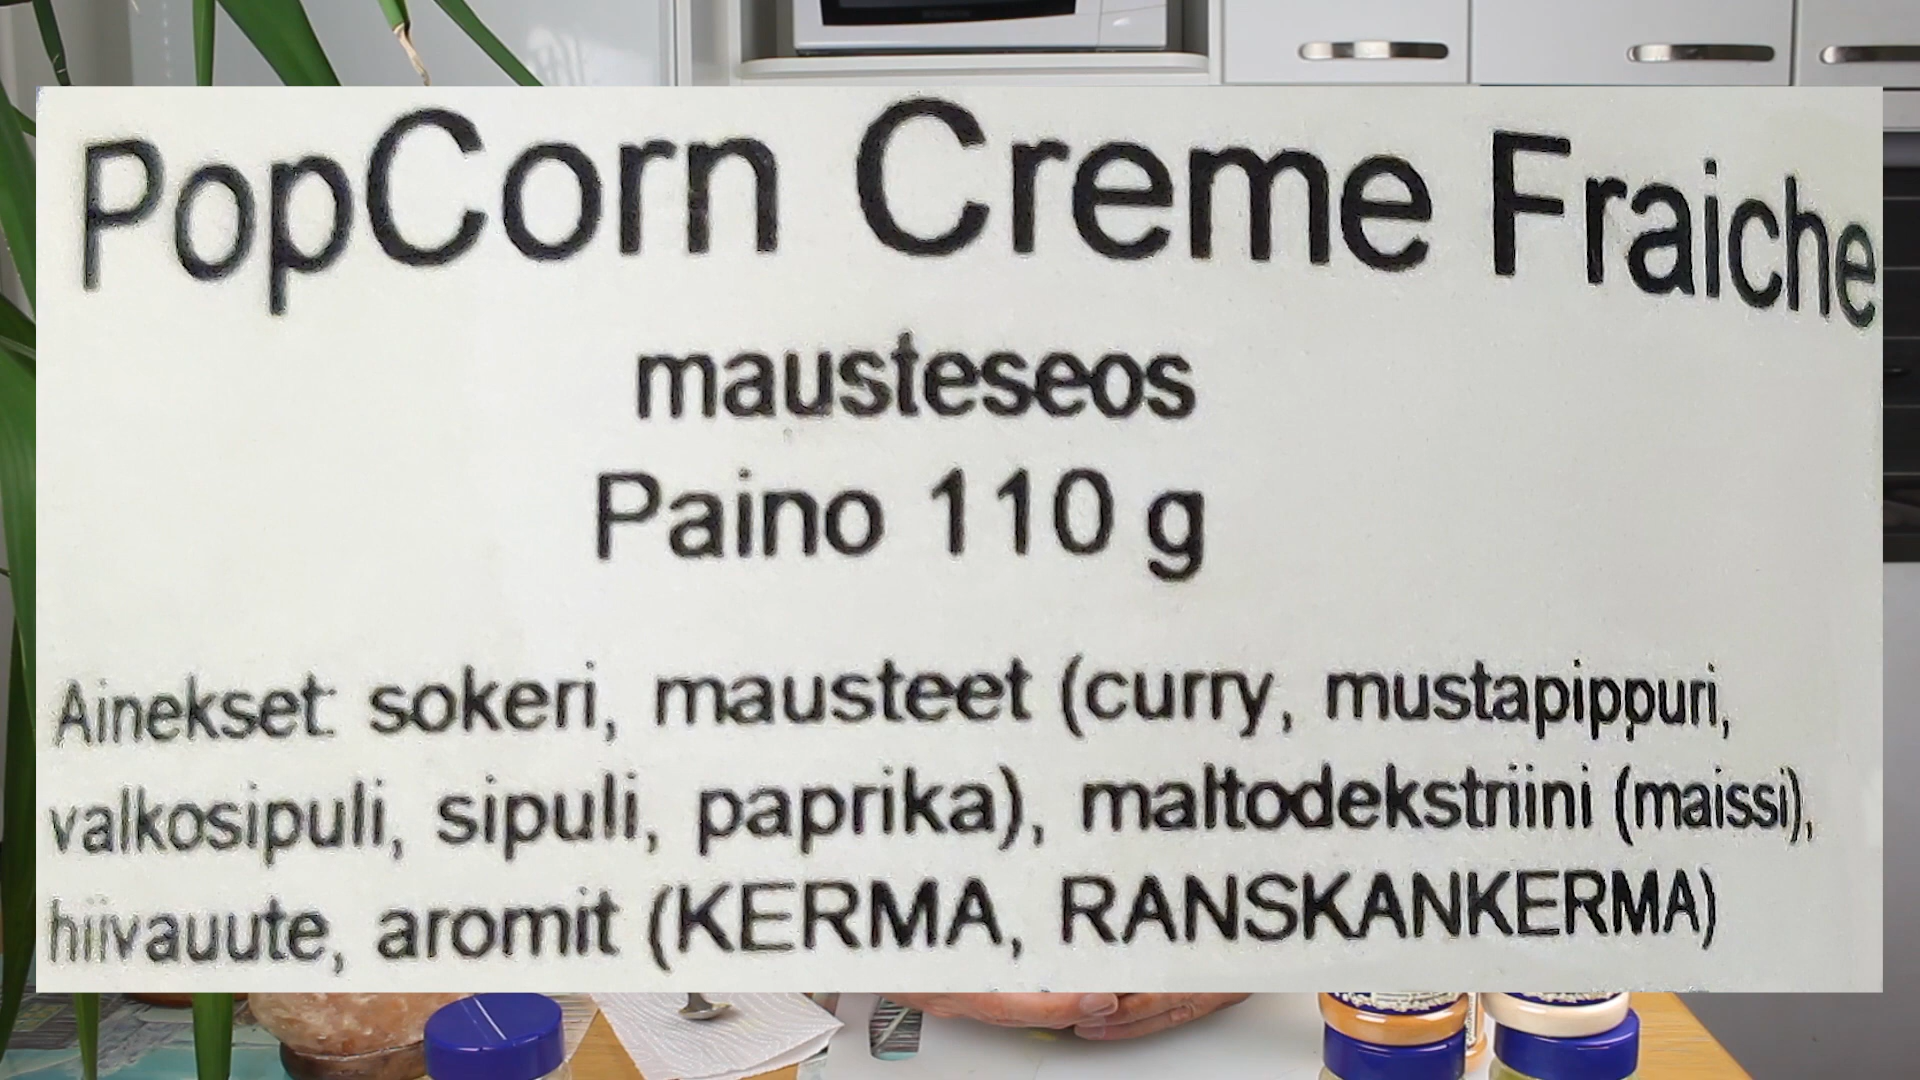 PopCorn Creme Fraiche
mausteseos
Paino 110 g
Ainekset: sokeri, mausteet (curry, mustapippuri,
valkosipuli, sipuli, paprika), maltodekstriini (maissi),
hiivauute, aromit (KERMA, RANSKANKERMA)